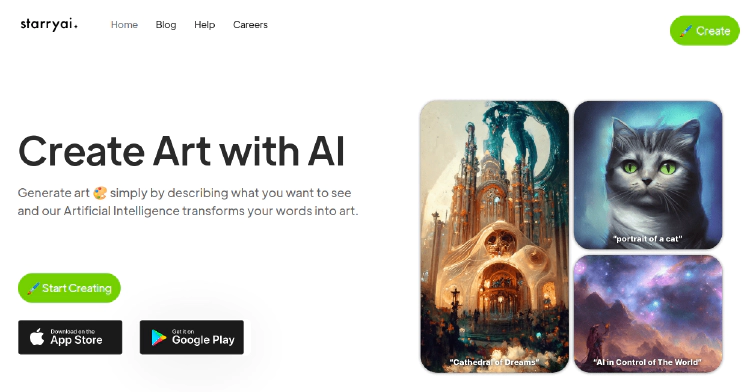 starryai.
Home Blog Help Careers
Create
Create Art with AI
Generate art simply by describing what you want to see
and our Artificial Intelligence transforms your words into art.
Start Creating
Download on the
App Store
Get it on
Google Play
"portrait of a cat"
"Cathedral of Dreams"
"AI in Control of The World"